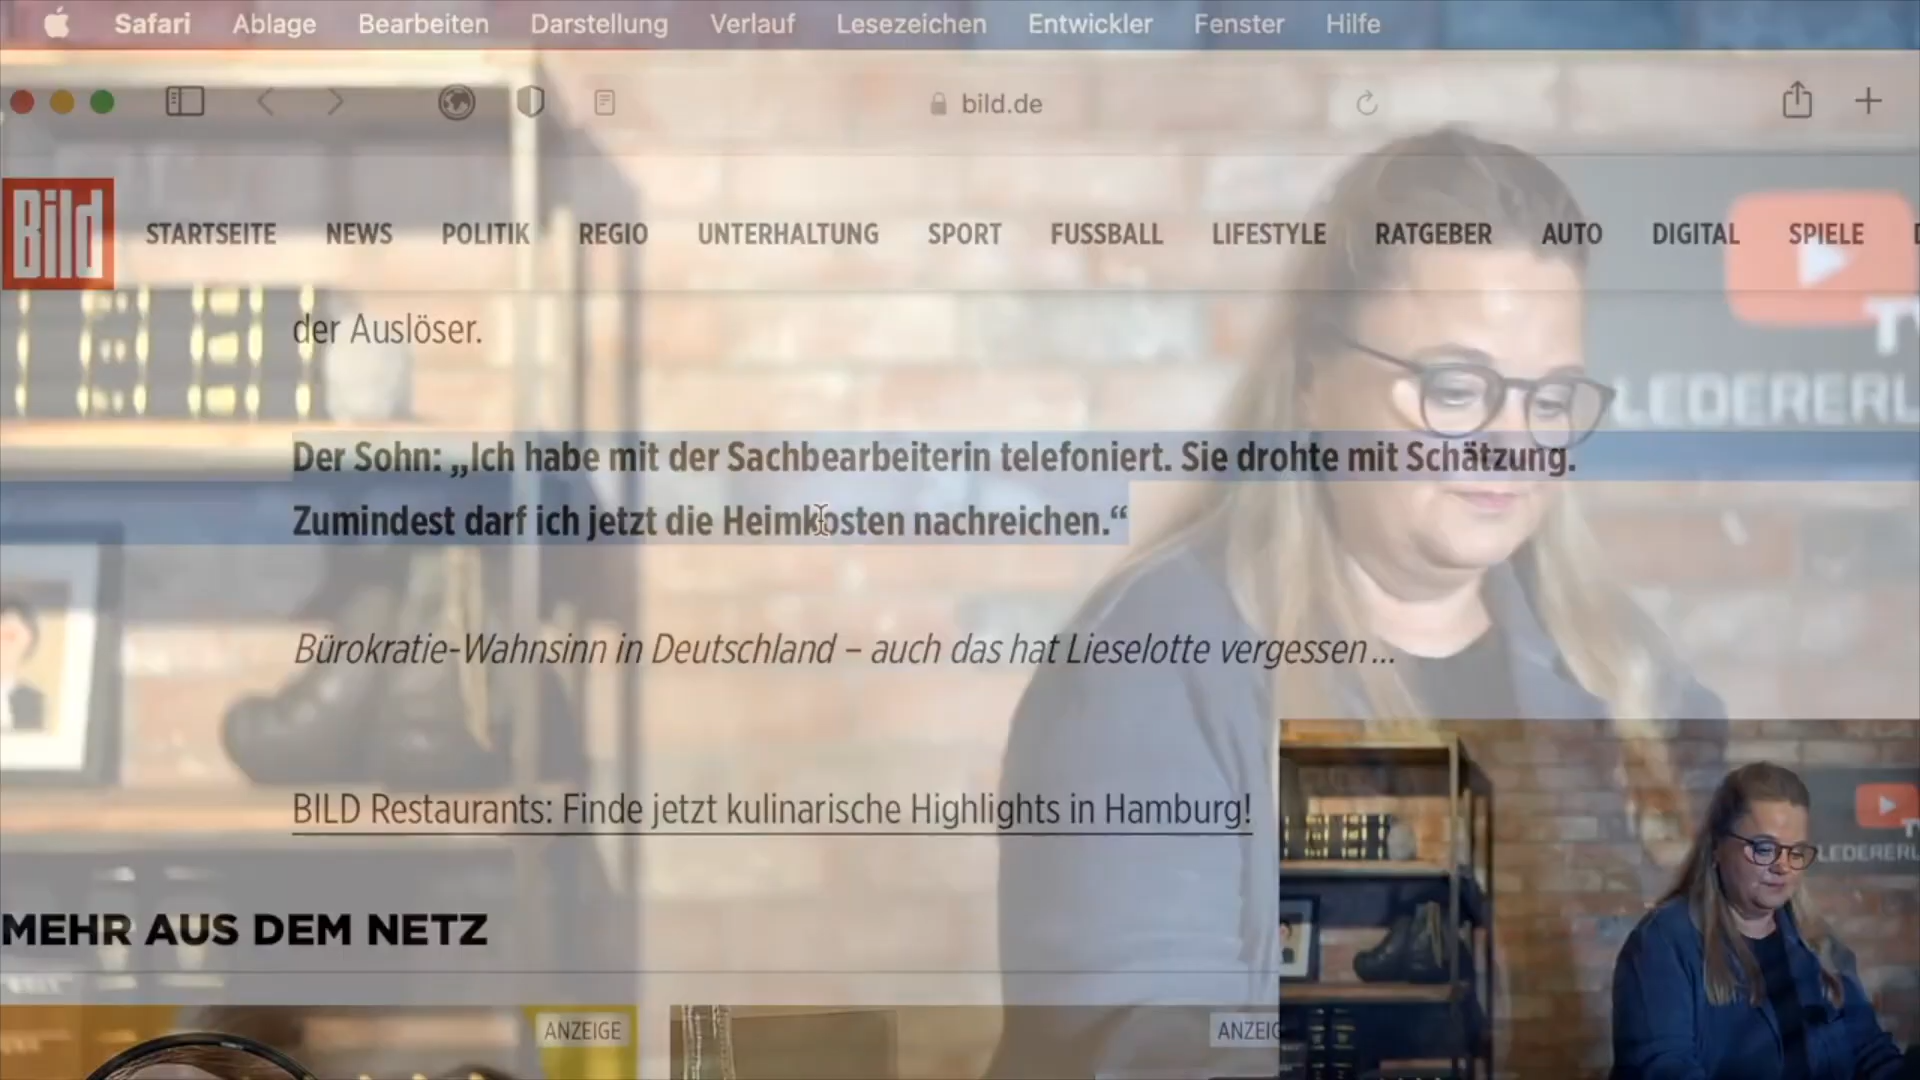 Safari Ablage Bearbeiten Darstellung Verlauf Lesezeichen Entwickler Fenster Hilfe
bild.de
Bild
STARTSEITE NEWS POLITIK REGIO UNTERHALTUNG SPORT FUSSBALL LIFESTYLE RATGEBER AUTO DIGITAL SPIELE
der Auslöser.
LEDERERL
Der Sohn: „Ich habe mit der Sachbearbeiterin telefoniert. Sie drohte mit Schätzung.
Zumindest darf ich jetzt die Heimkosten nachreichen.“
Bürokratie-Wahnsinn in Deutschland – auch das hat Lieselotte vergessen ...
BILD Restaurants: Finde jetzt kulinarische Highlights in Hamburg!
LEDERERL
MEHR AUS DEM NETZ
ANZEIGE
ANZEIG